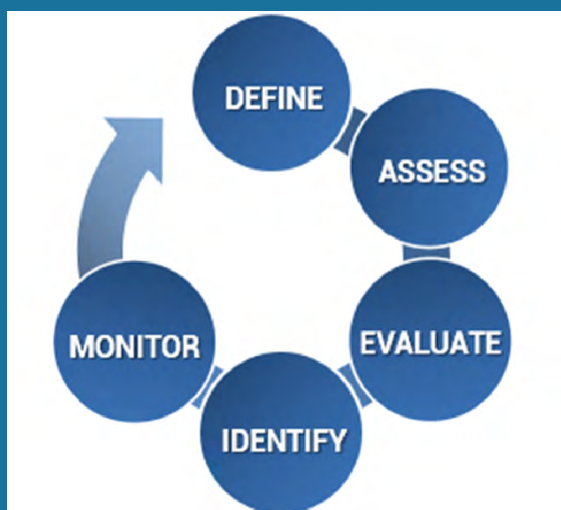 DEFINE
ASSESS
EVALUATE
IDENTIFY
MONITOR